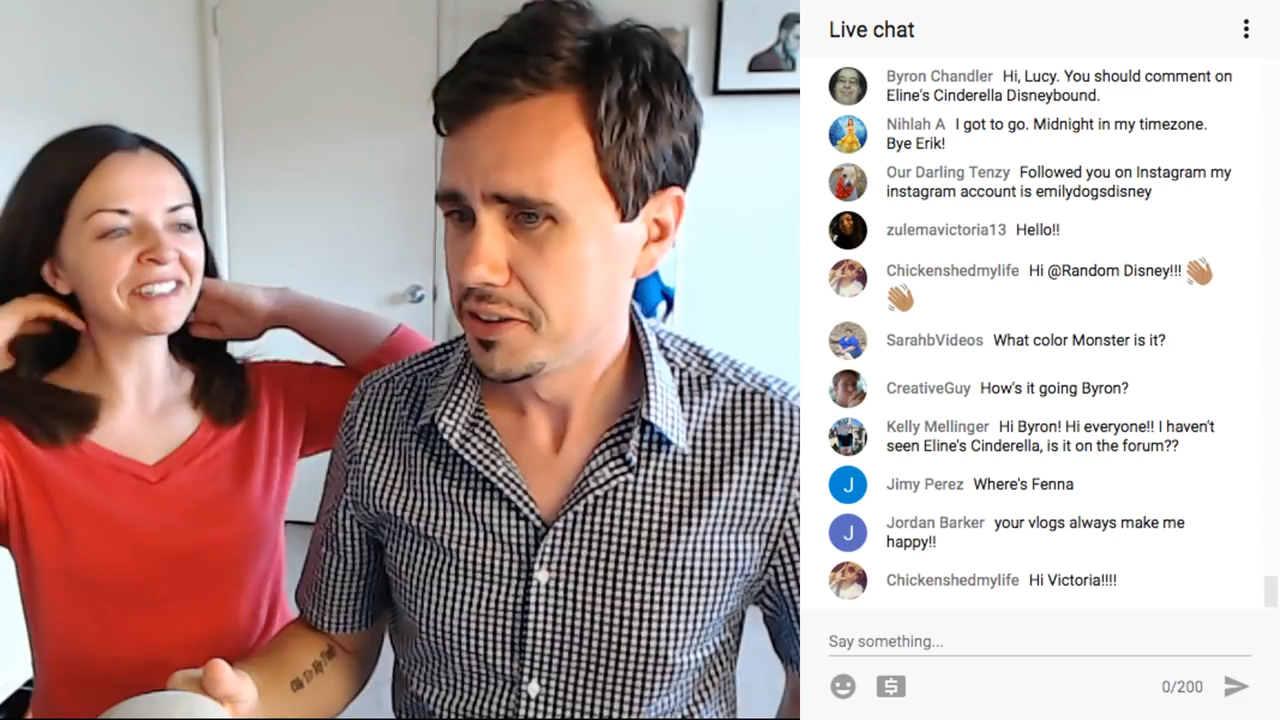 Live chat
Byron Chandler Hi, Lucy. You should comment on
Eline's Cinderella Disneybound.
Nihlah A I got to go. Midnight in my timezone.
Bye Erik!
Our Darling Tenzy Followed you on Instagram my
instagram account is emilydogsdisney
zulemavictoria13 Hello!!
Chickenshedmylife Hi @Random Disney!!! 👋🏽
👋🏽
SarahbVideos What color Monster is it?
CreativeGuy How's it going Byron?
Kelly Mellinger Hi Byron! Hi everyone!! I haven't
seen Eline's Cinderella, is it on the forum??
J Jimy Perez Where's Fenna
J Jordan Barker your vlogs always make me
happy!!
Chickenshedmylife Hi Victoria!!!!
Say something...
$ 0/200